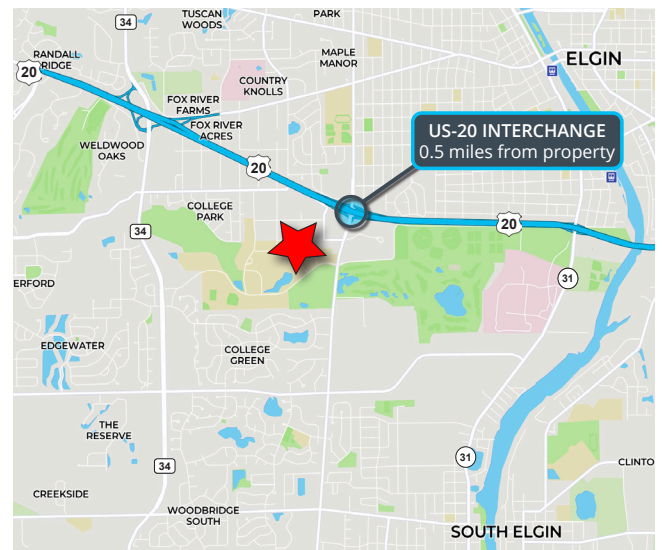 TUSCAN
WOODS
PARK
34
RANDALL
RIDGE
20
MAPLE
MANOR
ELGIN
COUNTRY
KNOLLS
FOX RIVER
FARMS
FOX RIVER
ACRES
US-20 INTERCHANGE
0.5 miles from property
WELDWOOD
OAKS
20
COLLEGE
PARK
34
20
31
ERFORD
EDGEWATER
COLLEGE
GREEN
THE
RESERVE
34
31
CLINTO
CREEKSIDE
WOODBRIDGE
SOUTH
SOUTH ELGIN